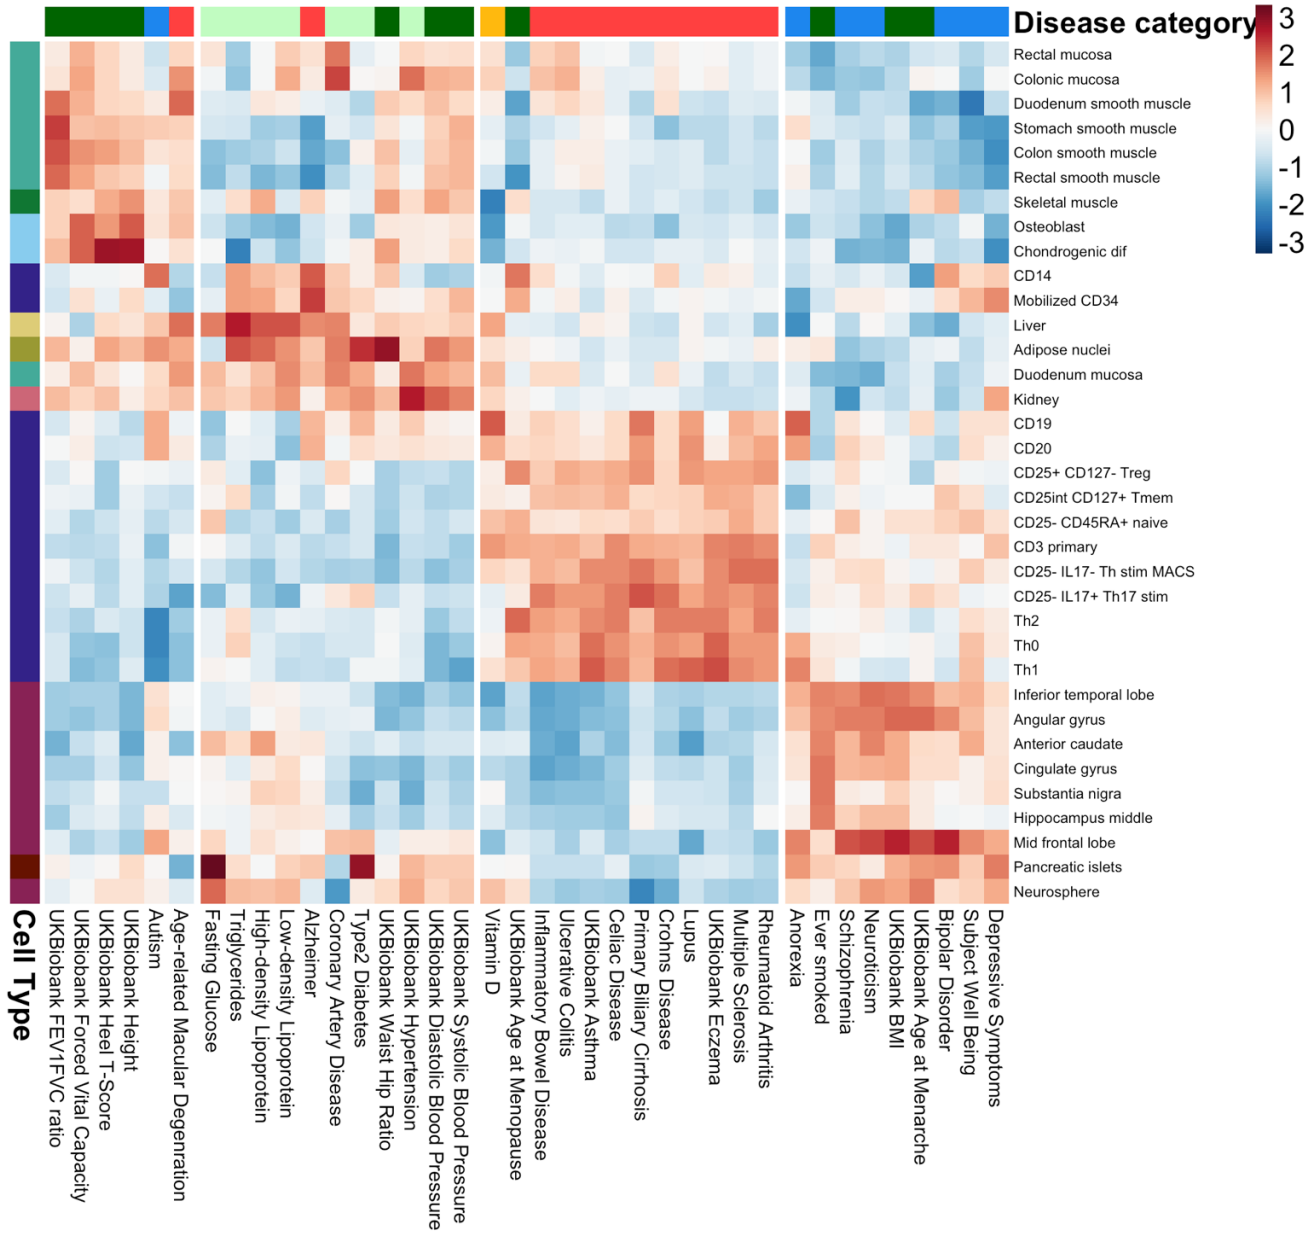 Disease category
3
2
1
0
-1
-2
-3
Rectal mucosa
Colonic mucosa
Duodenum smooth muscle
Stomach smooth muscle
Colon smooth muscle
Rectal smooth muscle
Skeletal muscle
Osteoblast
Chondrogenic dif
CD14
Mobilized CD34
Liver
Adipose nuclei
Duodenum mucosa
Kidney
CD19
CD20
CD25+ CD127- Treg
CD25int CD127+ Tmem
CD25- CD45RA+ naive
CD3 primary
CD25- IL17- Th stim MACS
CD25- IL17+ Th17 stim
Th2
Th0
Th1
Inferior temporal lobe
Angular gyrus
Anterior caudate
Cingulate gyrus
Substantia nigra
Hippocampus middle
Mid frontal lobe
Pancreatic islets
Neurosphere
Cell Type
UKBiobank FEV1FVC ratio
UKBiobank Forced Vital Capacity
UKBiobank Heel T-Score
UKBiobank Height
Autism
Age-related Macular Degenration
Fasting Glucose
Triglycerides
High-density Lipoprotein
Low-density Lipoprotein
Alzheimer
Coronary Artery Disease
Type2 Diabetes
UKBiobank Waist Hip Ratio
UKBiobank Hypertension
UKBiobank Diastolic Blood Pressure
UKBiobank Systolic Blood Pressure
Vitamin D
UKBiobank Age at Menopause
Inflammatory Bowel Disease
Ulcerative Colitis
UKBiobank Asthma
Celiac Disease
Primary Biliary Cirrhosis
Crohns Disease
Lupus
UKBiobank Eczema
Multiple Sclerosis
Rheumatoid Arthritis
Anorexia
Ever smoked
Schizophrenia
Neuroticism
UKBiobank BMI
UKBiobank Age at Menarche
Bipolar Disorder
Subject Well Being
Depressive Symptoms